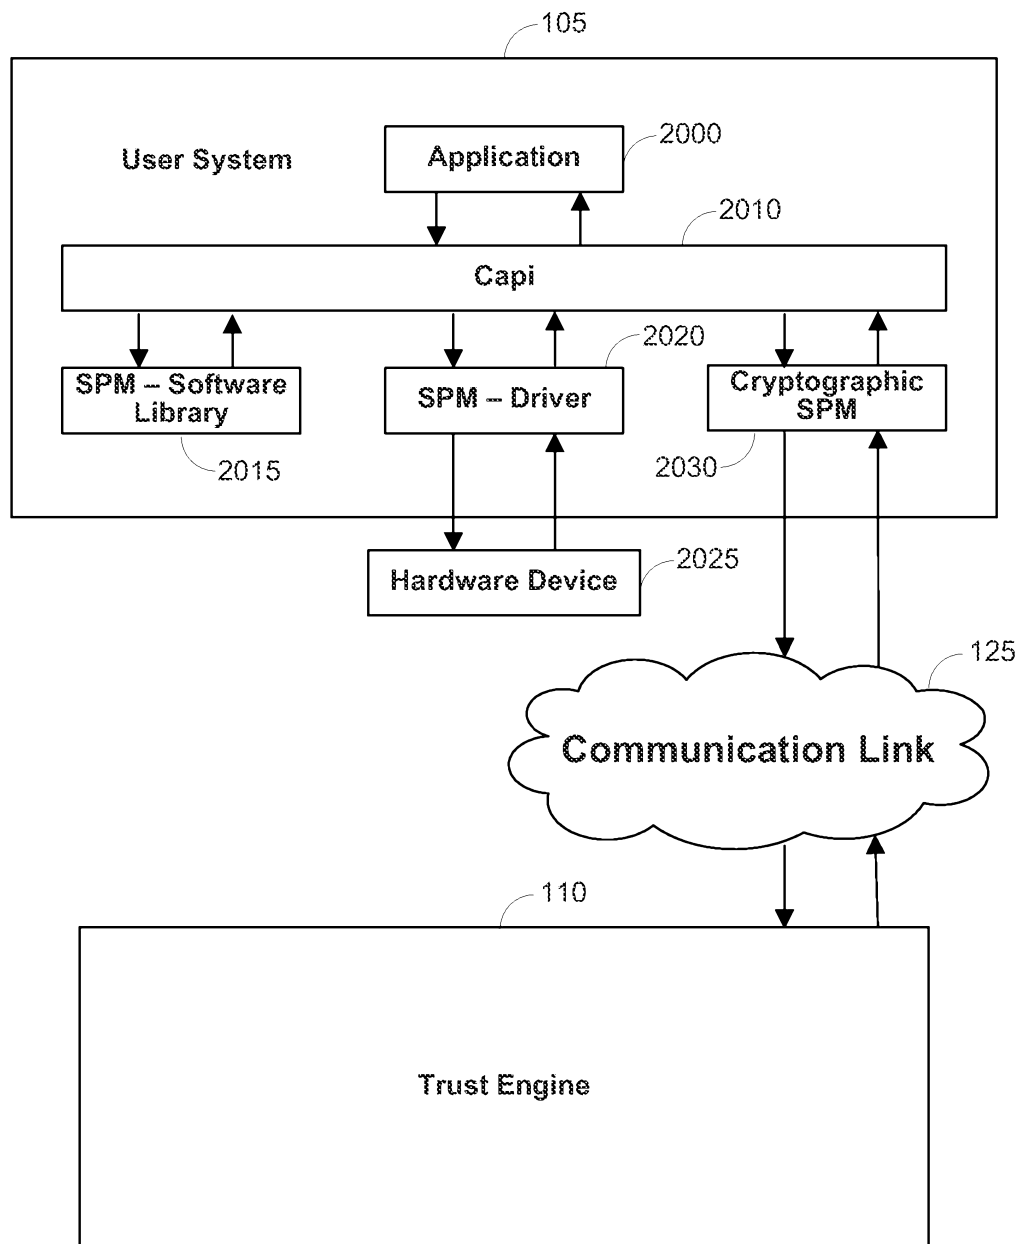 105
User System
Application
2000
2010
Capi
2020
SPM – Software
Library
SPM – Driver
Cryptographic
SPM
2015
2030
Hardware Device
2025
125
Communication Link
110
Trust Engine